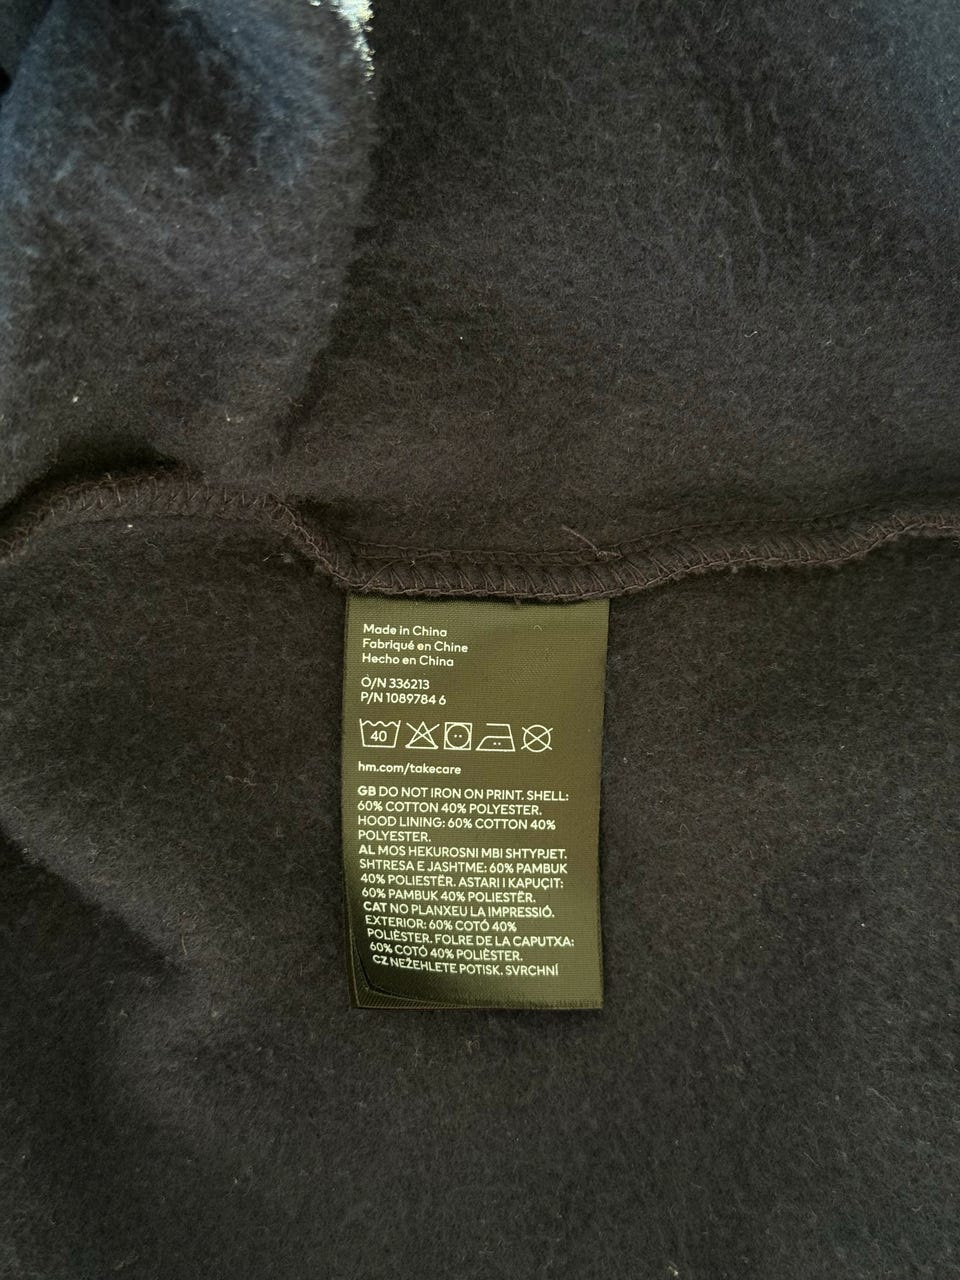 Made in China
Fabriqué en Chine
Hecho en China
O/N 336213
P/N 1089784 6
40
hm.com/takecare
GB DO NOT IRON ON PRINT. SHELL:
60% COTTON 40% POLYESTER.
HOOD LINING: 60% COTTON 40%
POLYESTER.
AL MOS HEKUROSNI MBI SHTYPJET.
SHTRESA E JASHTME: 60% PAMBUK
40% POLIESTËR. ASTARI I KAPUÇIT:
60% PAMBUK 40% POLIESTËR.
CAT NO PLANXEU LA IMPRESSIÓ.
EXTERIOR: 60% COTÓ 40%
POLIÈSTER. FOLRE DE LA CAPUTXA:
60% COTÓ 40% POLIÈSTER.
CZ NEŽEHLETE POTISK. SVRCHNÍ